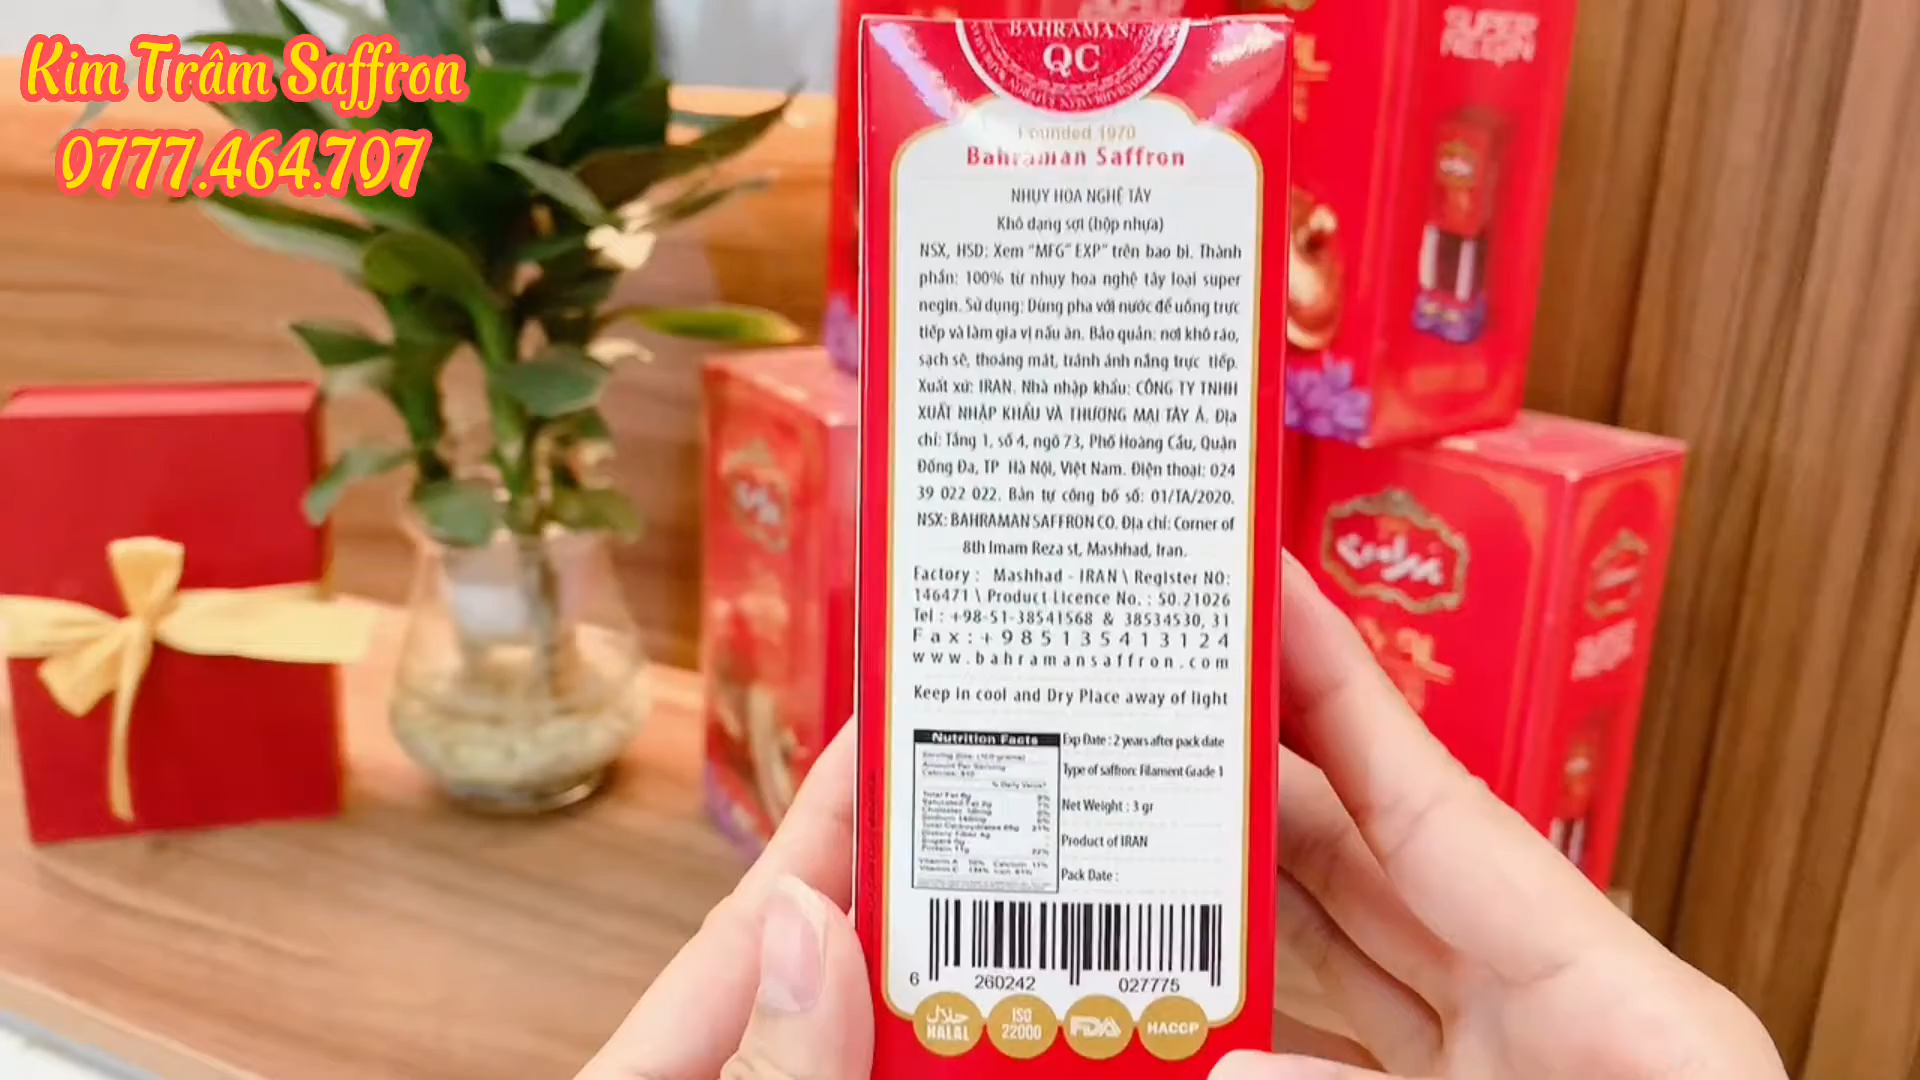 Kim Trâm Saffron
0777.464.707
BAHRAMAN
QC
Founded 1970
Bahraman Saffron
NHỤY HOA NGHỆ TÂY
Khô dạng sợi (hộp nhựa)
NSX, HSD: Xem "MFG" EXP" trên bao bì. Thành
phần: 100% từ nhụy hoa nghệ tây loại super
negin. Sử dụng: Dùng pha với nước để uống trực
tiếp và làm gia vị nấu ăn. Bảo quản: nơi khô ráo,
sạch sẽ, thoáng mát, tránh ánh nắng trực tiếp.
Xuất xứ: IRAN. Nhà nhập khẩu: CÔNG TY TNHH
XUẤT NHẬP KHẨU VÀ THƯƠNG MẠI TÂY Á. Địa
chỉ: Tầng 1, số 4, ngõ 73, Phố Hoàng Cầu, Quận
Đống Đa, TP Hà Nội, Việt Nam. Điện thoại: 024
39 022 022. Bản tự công bố số: 01/TA/2020.
NSX: BAHRAMAN SAFFRON CO. Địa chỉ: Corner of
8th Imam Reza st, Mashhad, Iran.
Factory : Mashhad - IRAN \ Register NO:
146471 \ Product Licence No. : 50.21026
Tel : +98-51-38541568 & 38534530, 31
Fax:+985135413124
www.bahramansaffron.com
Keep in cool and Dry Place away of light
Nutrition Facts
Exp Date : 2 years after pack date
Type of saffron: Filament Grade 1
Net Weight : 3 gr
Product of IRAN
Pack Date :
6 260242 027775
حلال
HALAL
ISO
22000
FDA
HACCP
SUPER
NEGIN